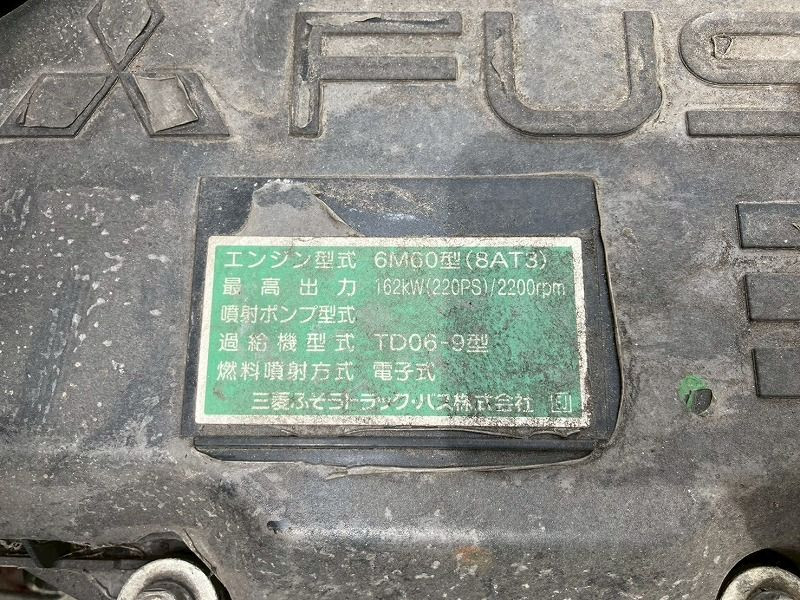 FUS
エンジン型式 6M60型(8AT3)
最高出力 162kW(220PS)/2200rpm
噴射ポンプ型式
過給機型式 TD06-9型
燃料噴射方式 電子式
三菱ふそうトラック・バス株式会社